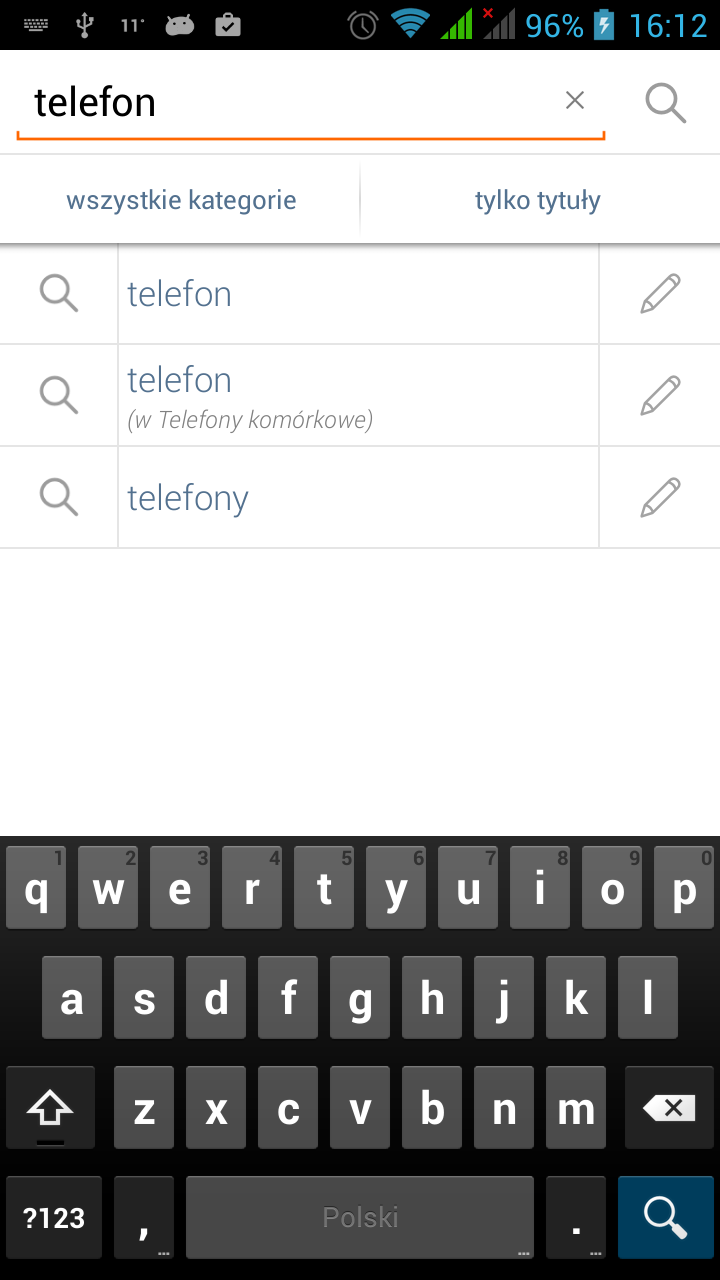 11° 96% 16:12
telefon
wszystkie kategorie tylko tytuły
telefon
telefon
(w Telefony komórkowe)
telefony
1 2 3 4 5 6 7 8 9 0
q w e r t y u i o p
a s d f g h j k l
z x c v b n m
?123 , ... Polski ... . ...